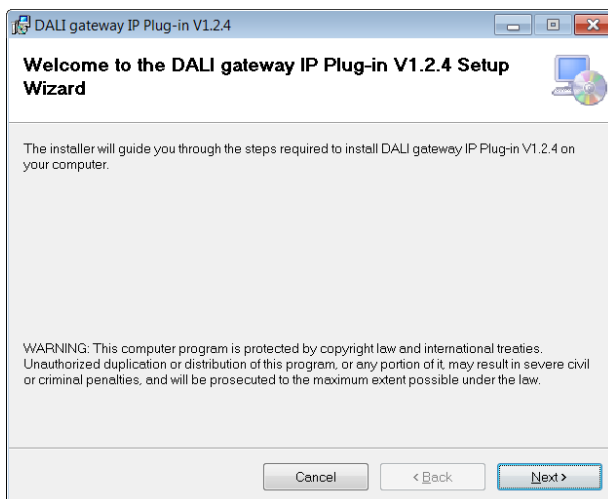 DALI gateway IP Plug-in V1.2.4
Welcome to the DALI gateway IP Plug-in V1.2.4 Setup
Wizard
The installer will guide you through the steps required to install DALI gateway IP Plug-in V1.2.4 on
your computer.
WARNING: This computer program is protected by copyright law and international treaties.
Unauthorized duplication or distribution of this program, or any portion of it, may result in severe civil
or criminal penalties, and will be prosecuted to the maximum extent possible under the law.
Cancel < Back Next >